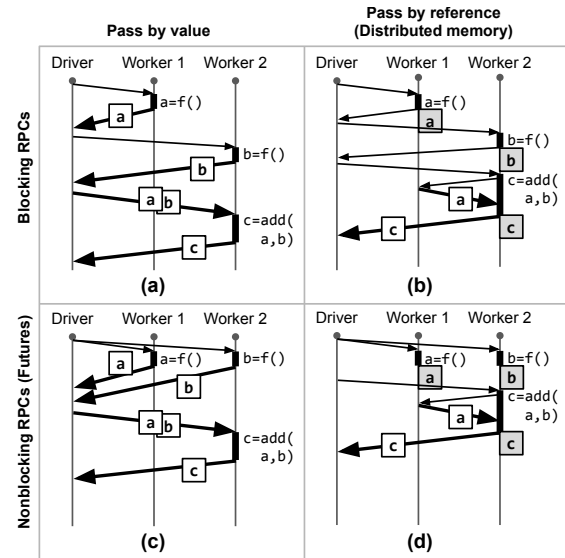 Pass by value
Pass by reference
(Distributed memory)
Blocking RPCs
Driver Worker 1 Worker 2
a=f()
a
b=f()
b
a b
c=add(
a,b)
c
(a)
Driver Worker 1 Worker 2
a=f()
a
b=f()
b
c=add(
a,b)
a
c
c
(b)
Nonblocking RPCs (Futures)
Driver Worker 1 Worker 2
a=f() b=f()
a
b
a b
c=add(
a,b)
c
(c)
Driver Worker 1 Worker 2
a=f() b=f()
a b
c=add(
a,b)
a
c c
(d)